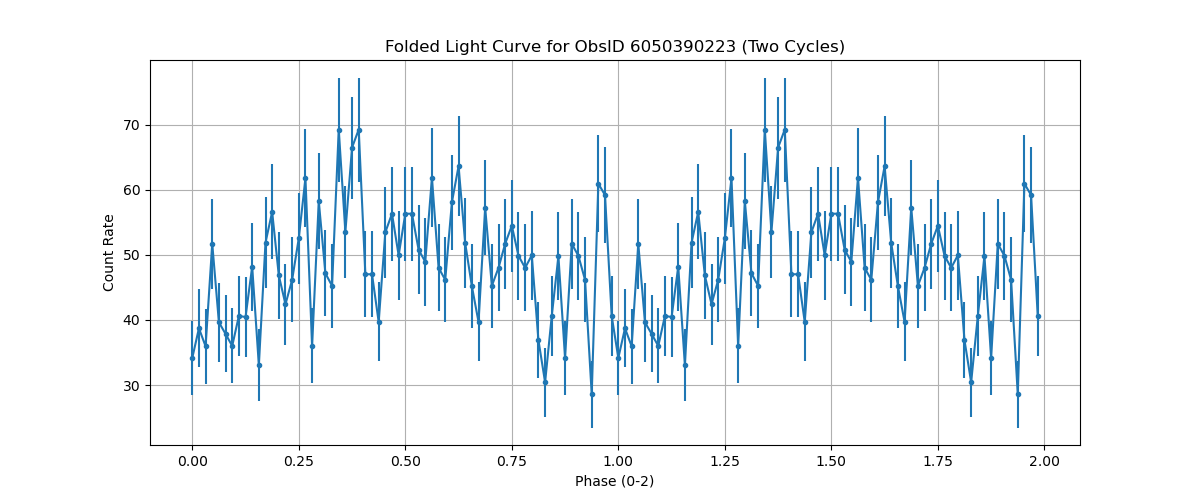 Folded Light Curve for ObsID 6050390223 (Two Cycles)
Count Rate
70
60
50
40
30
0.00 0.25 0.50 0.75 1.00 1.25 1.50 1.75 2.00
Phase (0-2)